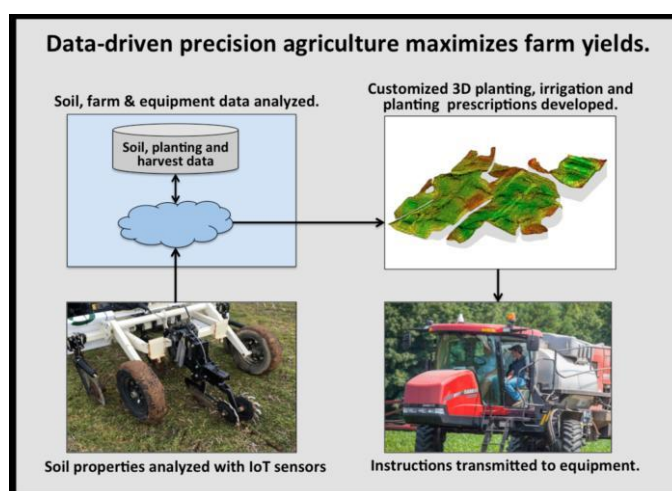 Data-driven precision agriculture maximizes farm yields.
Soil, farm & equipment data analyzed.
Customized 3D planting, irrigation and
planting prescriptions developed.
Soil, planting and
harvest data
Soil properties analyzed with IoT sensors
Instructions transmitted to equipment.